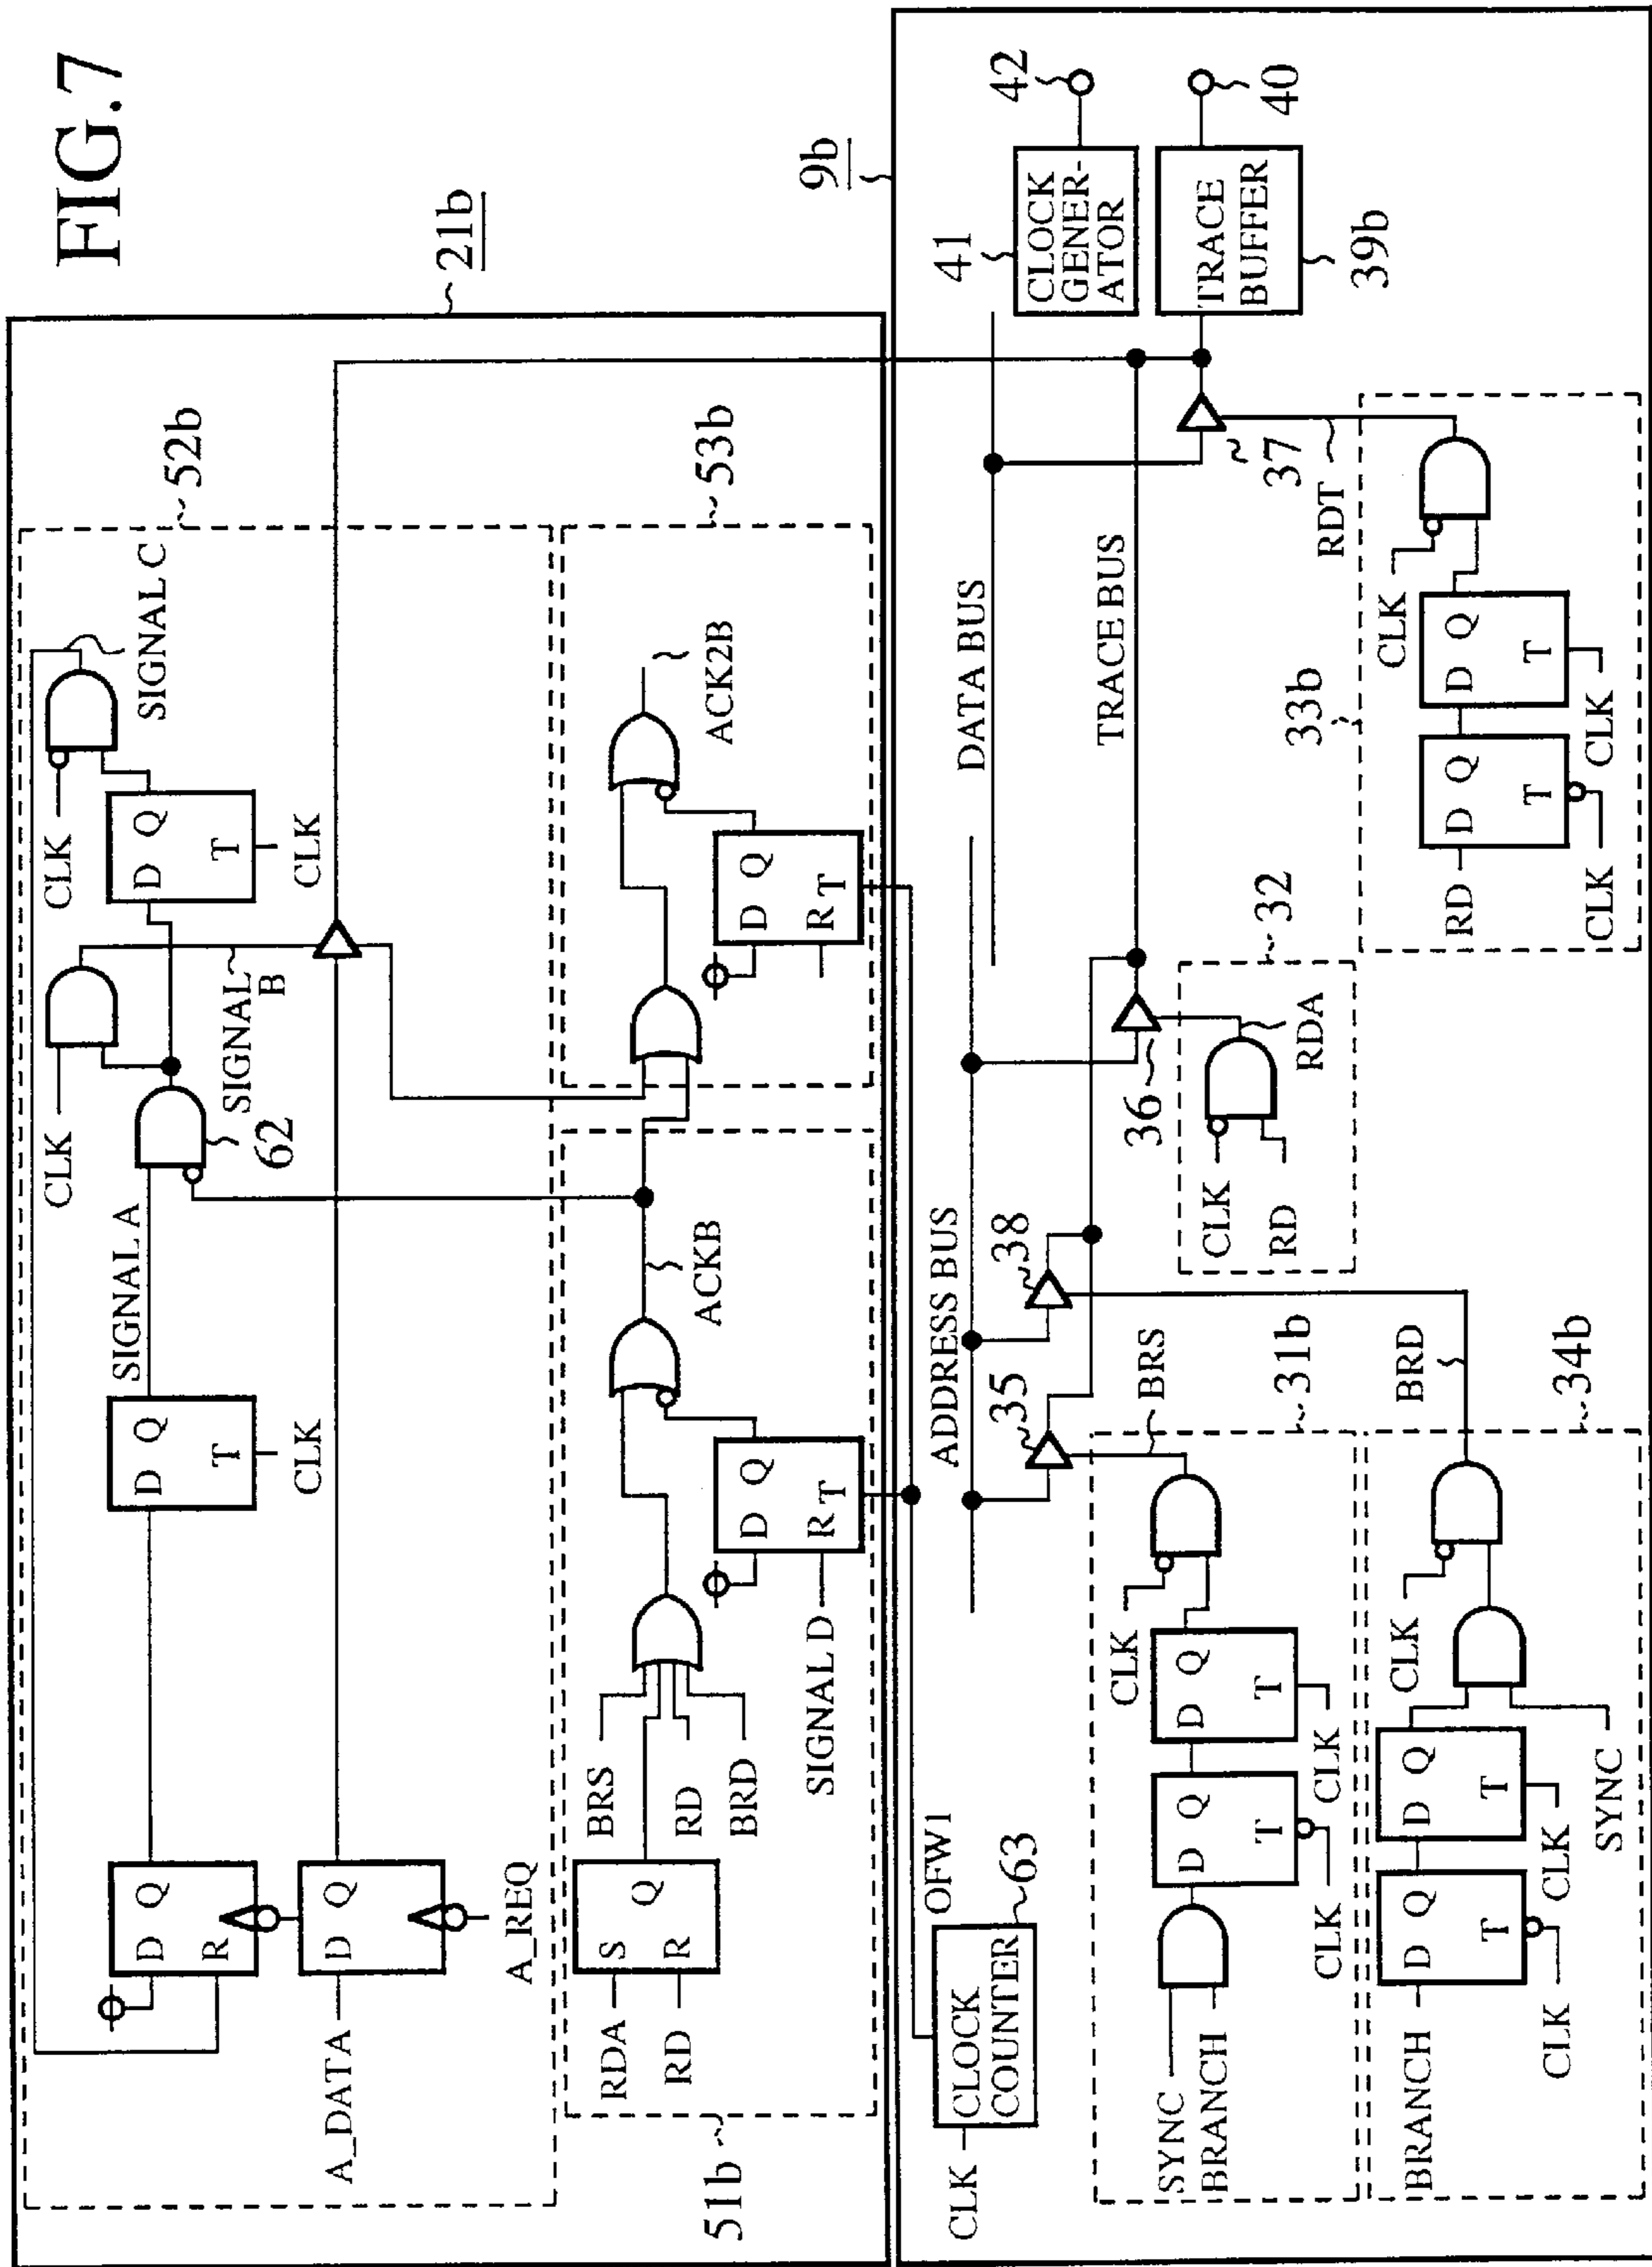 FIG.7
21b
52b
SIGNAL C
CLK
D Q
T
CLK
CLK
SIGNAL B
62
SIGNAL A
D Q
T
CLK
D Q
R
D Q
A_DATA
A_REQ
53b
ACK2B
D Q
R T
ACKB
D Q
R T
SIGNAL D
BRS
RD
BRD
S Q
R
RDA
RD
51b
9b
42
41
CLOCK
GENER-
ATOR
40
TRACE
BUFFER
39b
DATA BUS
TRACE BUS
37
RDT
33b
CLK
D Q
T
D Q
T
RD
CLK
CLK
ADDRESS BUS
36
32
RDA
CLK
RD
38
35
BRS
BRD
31b
34b
OFW1
63
CLOCK
COUNTER
CLK
CLK
D Q
T
D Q
T
CLK
CLK
SYNC
BRANCH
CLK
D Q
T
D Q
T
BRANCH
CLK
CLK
SYNC